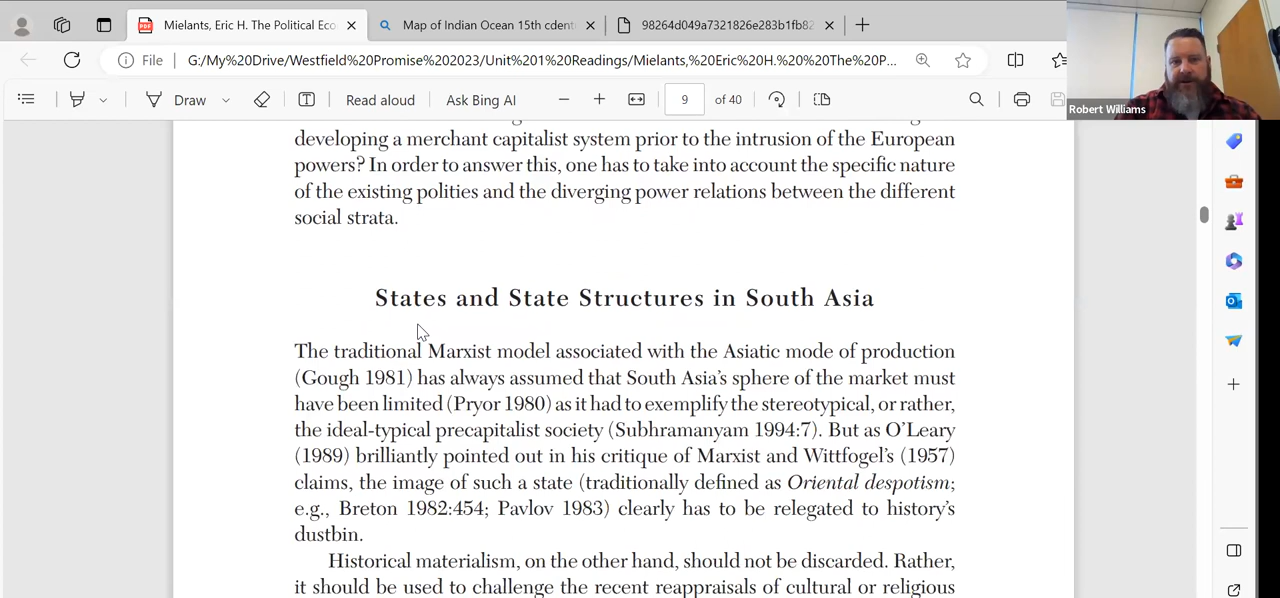 Mielants, Eric H. The Political Eco
Map of Indian Ocean 15th cdent
98264d049a7321826e283b1fb82
File
G:/My%20Drive/Westfield%20Promise%202023/Unit%201%20Readings/Mielants,%20Eric%20H.%20%20The%20P...
Draw
Read aloud
Ask Bing AI
9
of 40
Robert Williams
developing a merchant capitalist system prior to the intrusion of the European
powers? In order to answer this, one has to take into account the specific nature
of the existing polities and the diverging power relations between the different
social strata.
States and State Structures in South Asia
The traditional Marxist model associated with the Asiatic mode of production
(Gough 1981) has always assumed that South Asia's sphere of the market must
have been limited (Pryor 1980) as it had to exemplify the stereotypical, or rather,
the ideal-typical precapitalist society (Subhramanyam 1994:7). But as O'Leary
(1989) brilliantly pointed out in his critique of Marxist and Wittfogel's (1957)
claims, the image of such a state (traditionally defined as Oriental despotism;
e.g., Breton 1982:454; Pavlov 1983) clearly has to be relegated to history's
dustbin.
Historical materialism, on the other hand, should not be discarded. Rather,
it should be used to challenge the recent reappraisals of cultural or religious